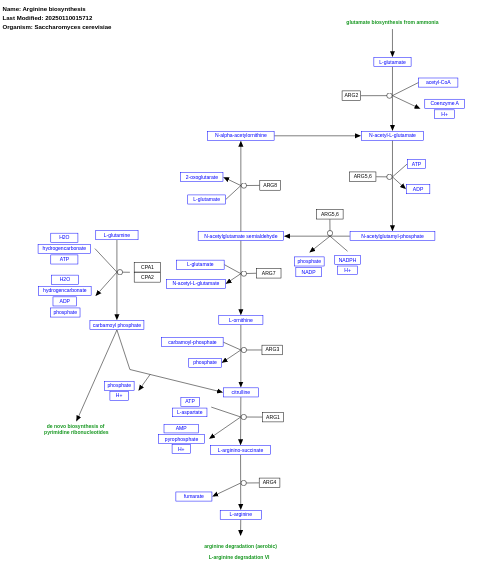 Name: Arginine biosynthesis
Last Modified: 20250110015712
Organism: Saccharomyces cerevisiae
glutamate biosynthesis from ammonia
L-glutamate
acetyl-CoA
ARG2
Coenzyme A
H+
N-alpha-acetylornithine
N-acetyl-L-glutamate
ATP
2-oxoglutarate
ARG8
ARG5,6
ADP
L-glutamate
ARG5,6
L-glutamine
N-acetylglutamate semialdehyde
N-acetylglutamyl-phosphate
H2O
hydrogencarbonate
ATP
phosphate
NADP
NADPH
H+
CPA1
CPA2
L-glutamate
ARG7
N-acetyl-L-glutamate
H2O
hydrogencarbonate
ADP
phosphate
carbamoyl phosphate
L-ornithine
carbamoyl-phosphate
ARG3
phosphate
phosphate
H+
citrulline
ATP
L-aspartate
ARG1
de novo biosynthesis of
pyrimidine ribonucleotides
AMP
pyrophosphate
H+
L-arginino-succinate
ARG4
fumarate
L-arginine
arginine degradation (aerobic)
L-arginine degradation VI